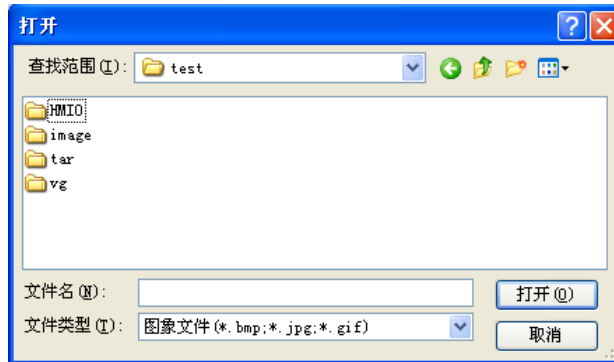 打开
查找范围(I): test
HMIO
image
tar
vg
文件名(N):
打开(O)
文件类型(T): 图象文件(*.bmp;*.jpg;*.gif)
取消